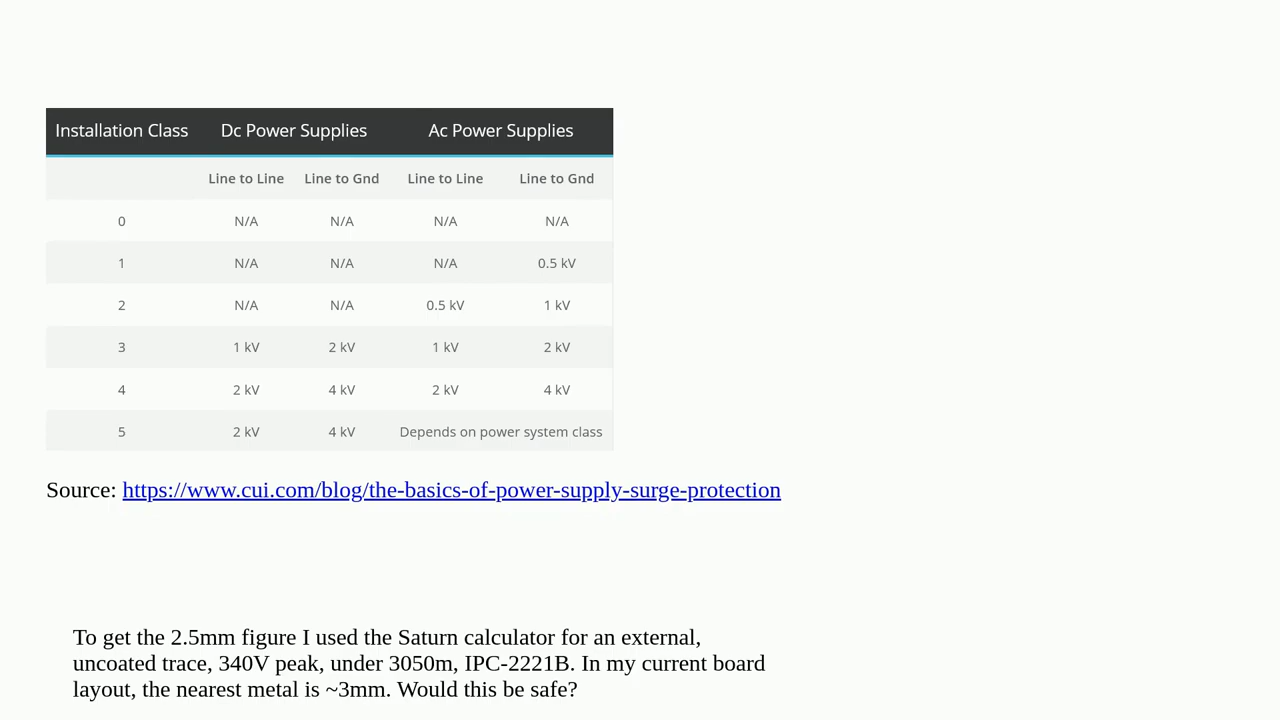 Installation Class Dc Power Supplies Ac Power Supplies
Line to Line Line to Gnd Line to Line Line to Gnd
0 N/A N/A N/A N/A
1 N/A N/A N/A 0.5 kV
2 N/A N/A 0.5 kV 1 kV
3 1 kV 2 kV 1 kV 2 kV
4 2 kV 4 kV 2 kV 4 kV
5 2 kV 4 kV Depends on power system class
Source: https://www.cui.com/blog/the-basics-of-power-supply-surge-protection
To get the 2.5mm figure I used the Saturn calculator for an external,
uncoated trace, 340V peak, under 3050m, IPC-2221B. In my current board
layout, the nearest metal is ~3mm. Would this be safe?